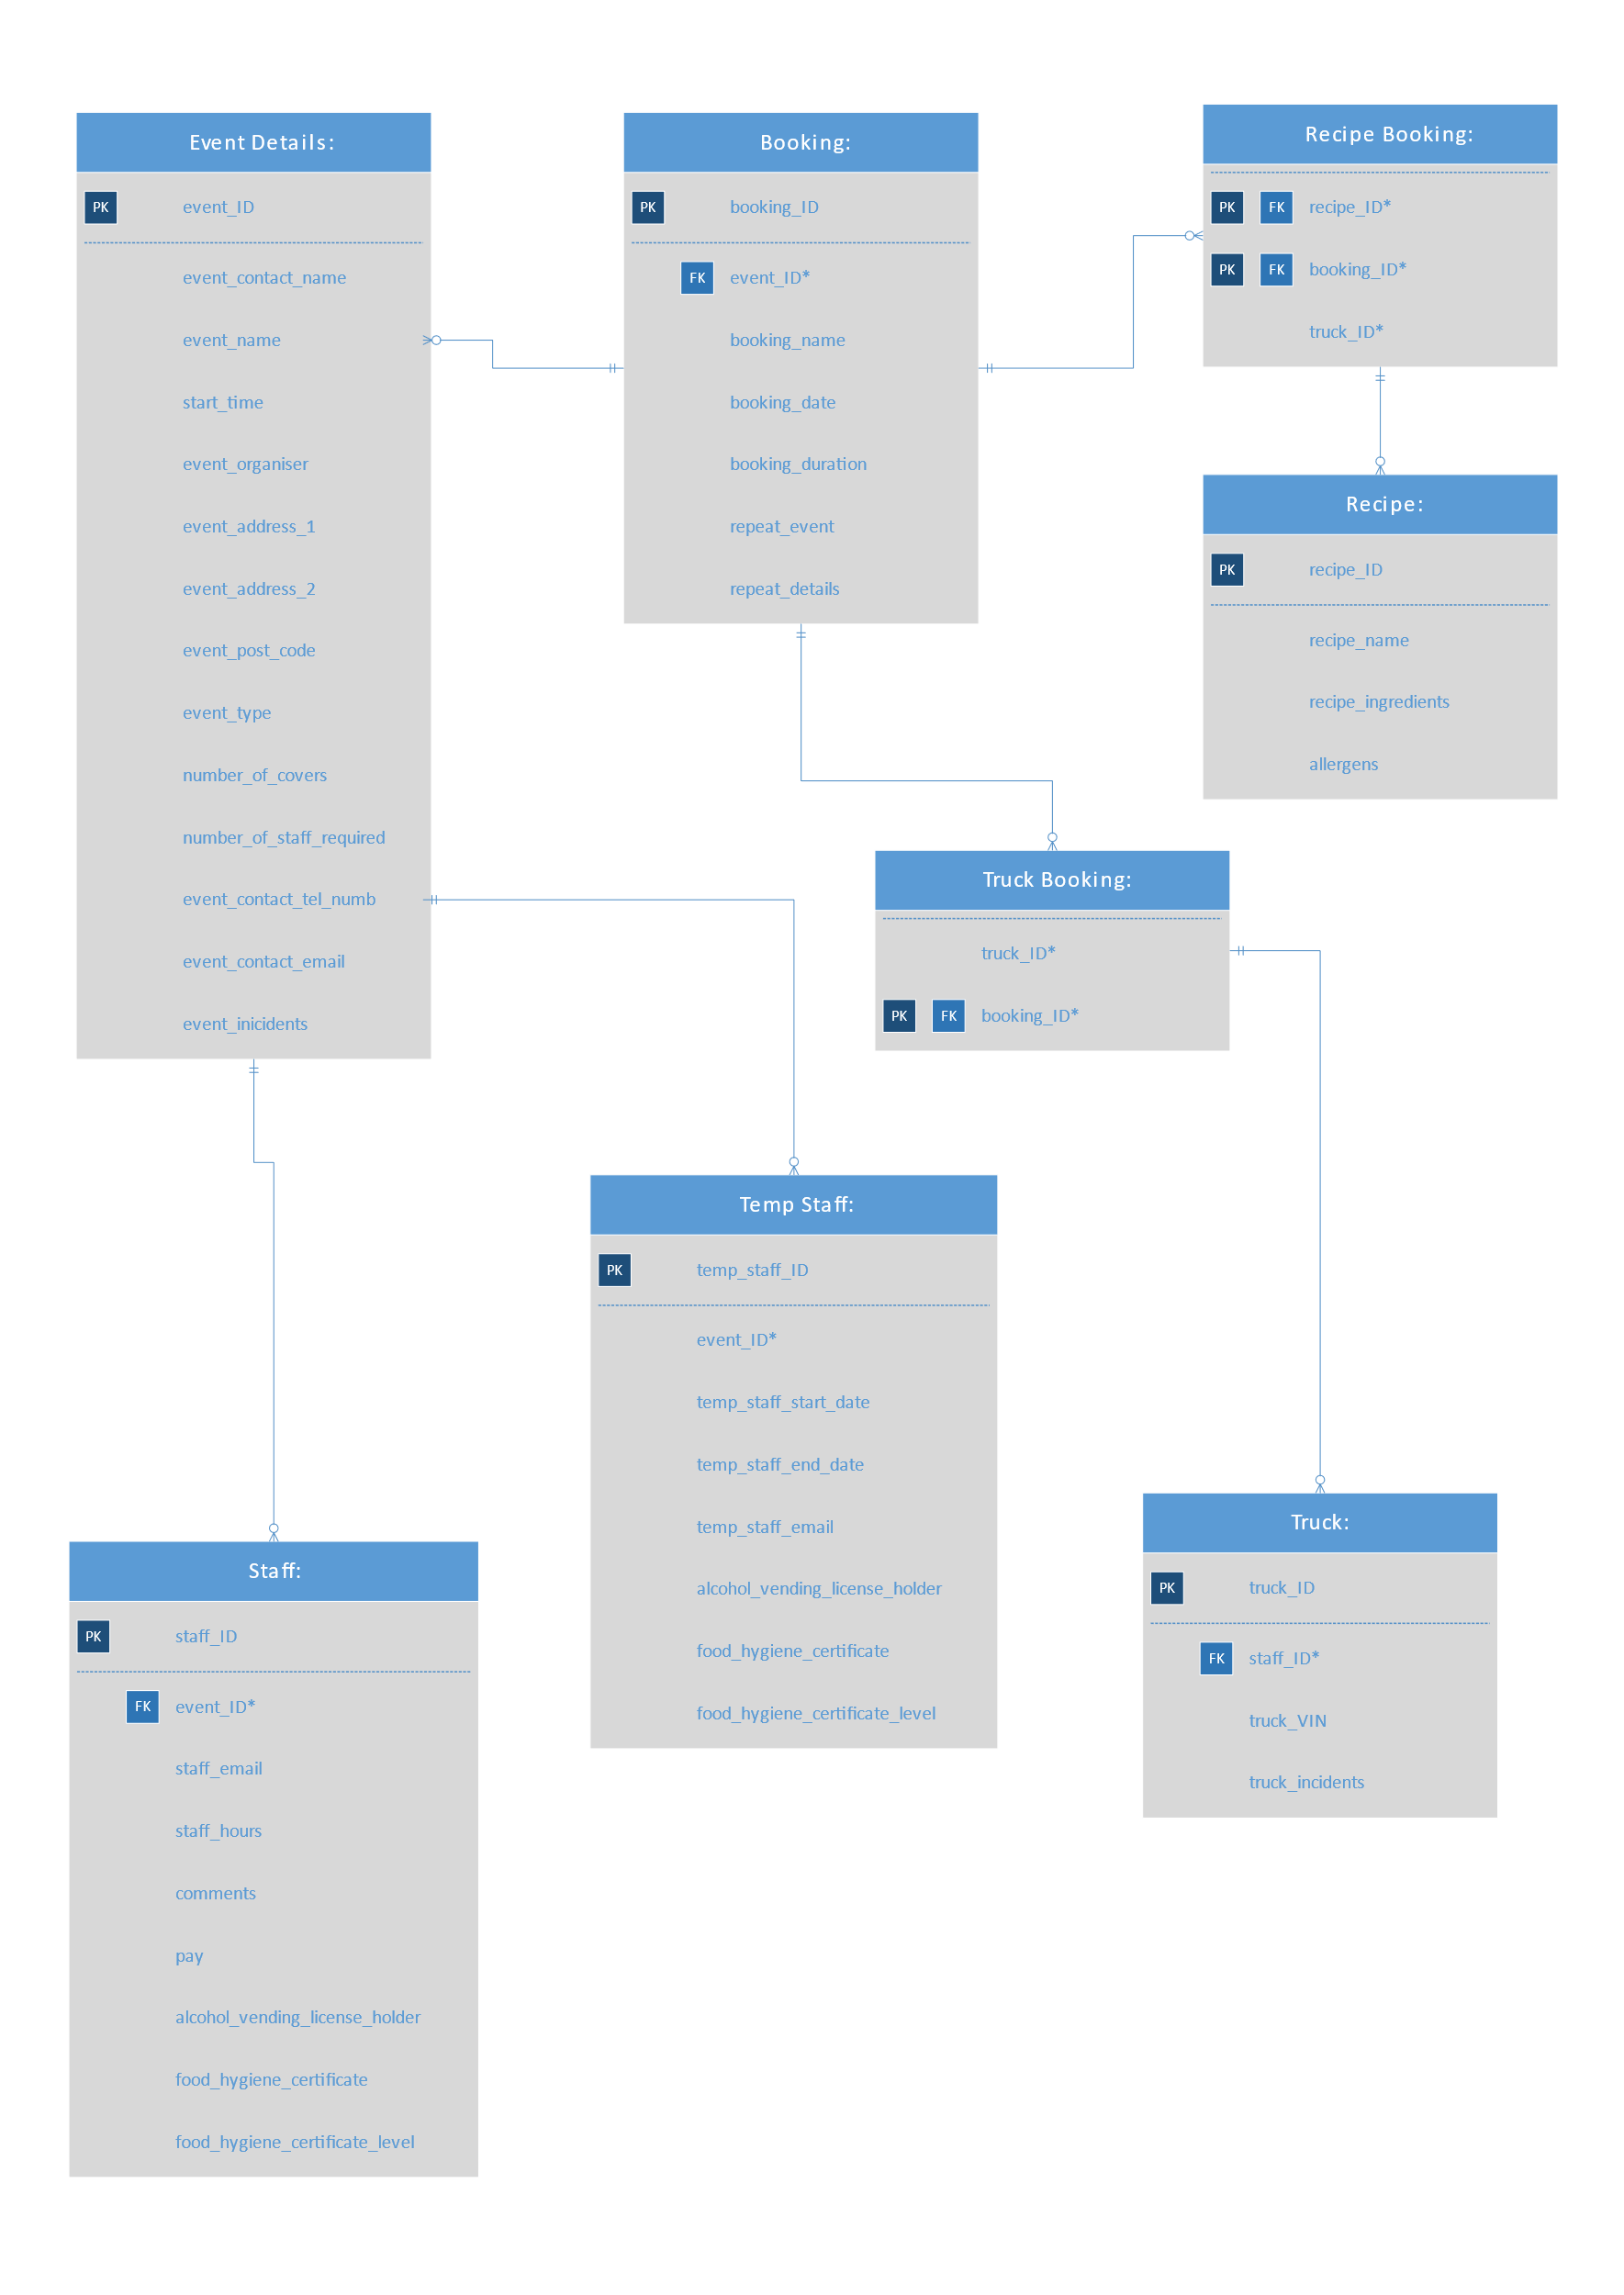 Event Details:
PK event_ID
event_contact_name
event_name
start_time
event_organiser
event_address_1
event_address_2
event_post_code
event_type
number_of_covers
number_of_staff_required
event_contact_tel_numb
event_contact_email
event_inicidents
Booking:
PK booking_ID
FK event_ID*
booking_name
booking_date
booking_duration
repeat_event
repeat_details
Recipe Booking:
PK FK recipe_ID*
PK FK booking_ID*
truck_ID*
Recipe:
PK recipe_ID
recipe_name
recipe_ingredients
allergens
Truck Booking:
truck_ID*
PK FK booking_ID*
Temp Staff:
PK temp_staff_ID
event_ID*
temp_staff_start_date
temp_staff_end_date
temp_staff_email
alcohol_vending_license_holder
food_hygiene_certificate
food_hygiene_certificate_level
Truck:
PK truck_ID
FK staff_ID*
truck_VIN
truck_incidents
Staff:
PK staff_ID
FK event_ID*
staff_email
staff_hours
comments
pay
alcohol_vending_license_holder
food_hygiene_certificate
food_hygiene_certificate_level